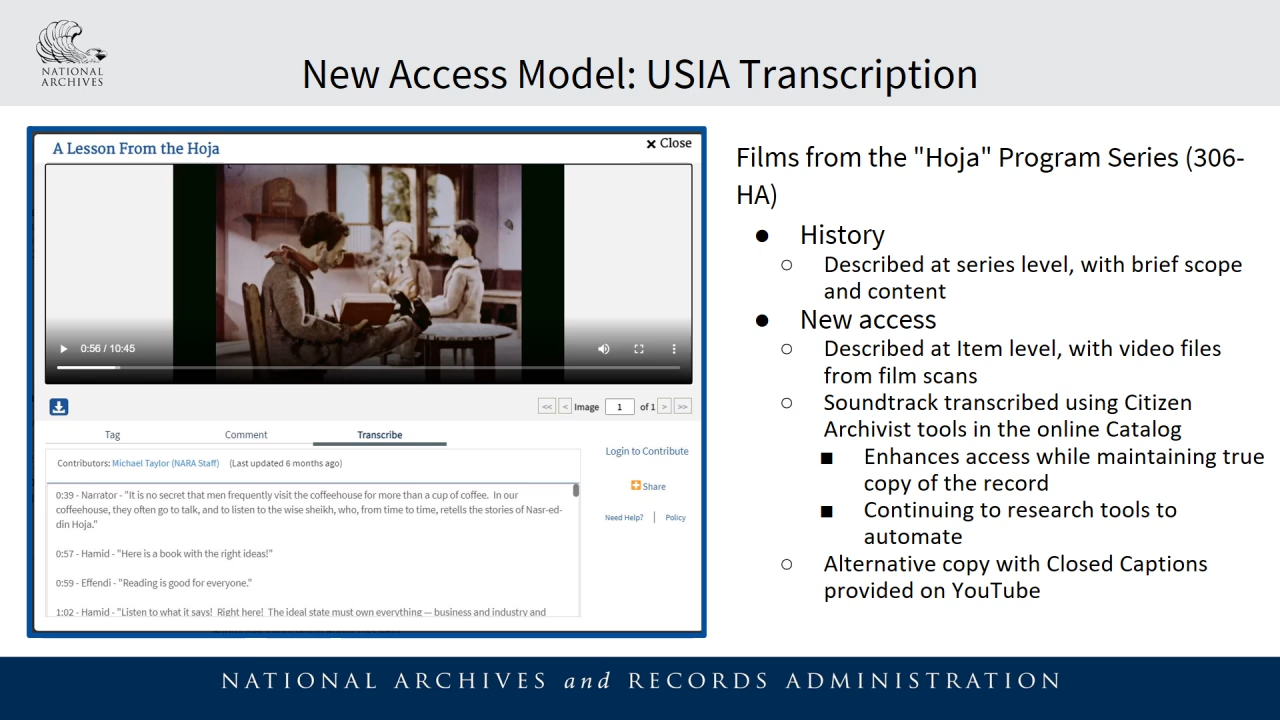 NATIONAL
ARCHIVES
New Access Model: USIA Transcription
A Lesson From the Hoja
× Close
0:56 / 10:45
<< < Image 1 of 1 > >>
Tag Comment Transcribe
Contributors: Michael Taylor (NARA Staff) (Last updated 6 months ago)
Login to Contribute
Share
Need Help? | Policy
0:39 - Narrator - "It is no secret that men frequently visit the coffeehouse for more than a cup of coffee. In our
coffeehouse, they often go to talk, and to listen to the wise sheikh, who, from time to time, retells the stories of Nasr-ed-
din Hoja."
0:57 - Hamid - "Here is a book with the right ideas!"
0:59 - Effendi - "Reading is good for everyone."
1:02 - Hamid - "Listen to what it says! Right here! The ideal state must own everything — business and industry and
Films from the "Hoja" Program Series (306-
HA)
● History
○ Described at series level, with brief scope
and content
● New access
○ Described at Item level, with video files
from film scans
○ Soundtrack transcribed using Citizen
Archivist tools in the online Catalog
■ Enhances access while maintaining true
copy of the record
■ Continuing to research tools to
automate
○ Alternative copy with Closed Captions
provided on YouTube
NATIONAL ARCHIVES and RECORDS ADMINISTRATION